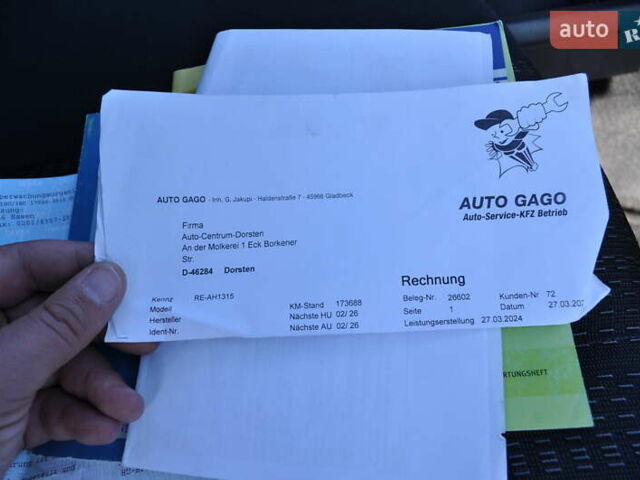 auto
AUTO GAGO
Auto-Service-KFZ Betrieb
AUTO GAGO - Inh. G. Jakupi - Haldenstraße 7 - 45966 Gladbeck
Firma
Auto-Centrum-Dorsten
An der Molkerei 1 Eck Borkener
Str.
D-46284 Dorsten
Rechnung
Kennz RE-AH1315 KM-Stand 173688 Beleg-Nr. 26602 Kunden-Nr 72
Modell Nächste HU 02/ 26 Seite 1 Datum 27.03.202
Hersteller Nächste AU 02/ 26 Leistungserstellung 27.03.2024
Ident-Nr.
RTUNGSHEFT